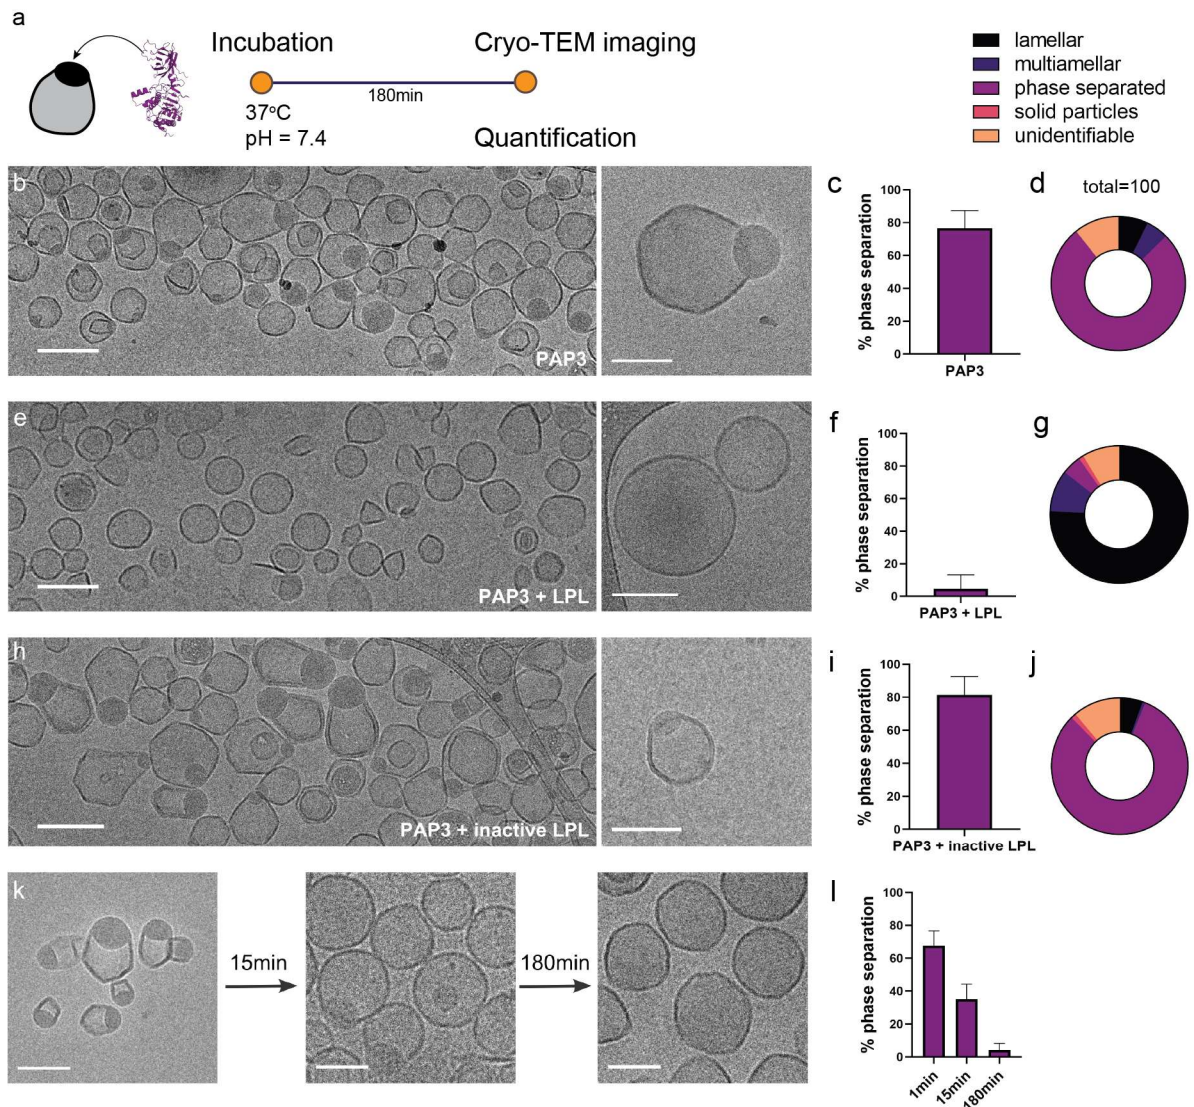 a
Incubation
Cryo-TEM imaging
180min
37°C
pH = 7.4
Quantification
lamellar
multiamellar
phase separated
solid particles
unidentifiable
b
PAP3
c
% phase separation
100
80
60
40
20
0
PAP3
d
total=100
e
PAP3 + LPL
f
% phase separation
100
80
60
40
20
0
PAP3 + LPL
g
h
PAP3 + inactive LPL
i
% phase separation
100
80
60
40
20
0
PAP3 + inactive LPL
j
k
15min
180min
l
% phase separation
100
80
60
40
20
0
1min
15min
180min